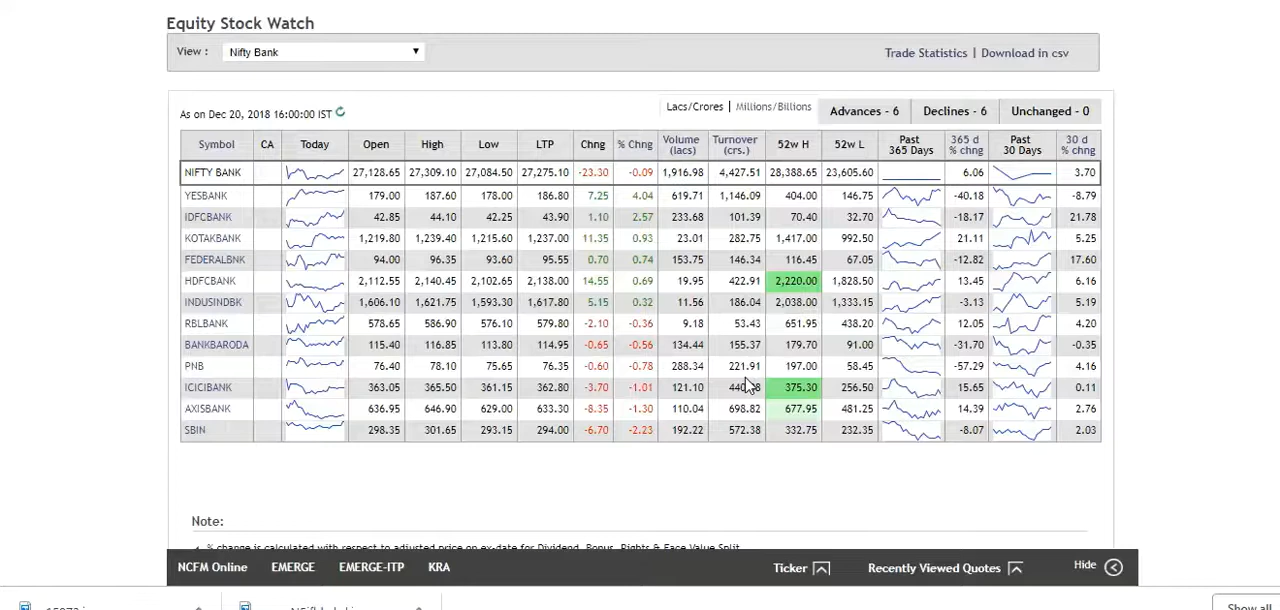 Equity Stock Watch
View : Nifty Bank Trade Statistics | Download in csv
As on Dec 20, 2018 16:00:00 IST Lacs/Crores | Millions/Billions Advances - 6 Declines - 6 Unchanged - 0
Symbol CA Today Open High Low LTP Chng % Chng Volume (lacs) Turnover (crs.) 52w H 52w L Past 365 Days 365 d % chng Past 30 Days 30 d % chng
NIFTY BANK 27,128.65 27,309.10 27,084.50 27,275.10 -23.30 -0.09 1,916.98 4,427.51 28,388.65 23,605.60 6.06 3.70
YESBANK 179.00 187.60 178.00 186.80 7.25 4.04 619.71 1,146.09 404.00 146.75 -40.18 -8.79
IDFCBANK 42.85 44.10 42.25 43.90 1.10 2.57 233.68 101.39 70.40 32.70 -18.17 21.78
KOTAKBANK 1,219.80 1,239.40 1,215.60 1,237.00 11.35 0.93 23.01 282.75 1,417.00 992.50 21.11 5.25
FEDERALBNK 94.00 96.35 93.60 95.55 0.70 0.74 153.75 146.34 116.45 67.05 -12.82 17.60
HDFCBANK 2,112.55 2,140.45 2,102.65 2,138.00 14.55 0.69 19.95 422.91 2,220.00 1,828.50 13.45 6.16
INDUSINDBK 1,606.10 1,621.75 1,593.30 1,617.80 5.15 0.32 11.56 186.04 2,038.00 1,333.15 -3.13 5.19
RBLBANK 578.65 586.90 576.10 579.80 -2.10 -0.36 9.18 53.43 651.95 438.20 12.05 4.20
BANKBARODA 115.40 116.85 113.80 114.95 -0.65 -0.56 134.44 155.37 179.70 91.00 -31.70 -0.35
PNB 76.40 78.10 75.65 76.35 -0.60 -0.78 288.34 221.91 197.00 58.45 -57.29 4.16
ICICIBANK 363.05 365.50 361.15 362.80 -3.70 -1.01 121.10 375.30 256.50 15.65 0.11
AXISBANK 636.95 646.90 629.00 633.30 -8.35 -1.30 110.04 698.82 677.95 481.25 14.39 2.76
SBIN 298.35 301.65 293.15 294.00 -6.70 -2.23 192.22 572.38 332.75 232.35 -8.07 2.03
Note:
% change is calculated with respect to adjusted price on ex-date for Dividend, Bonus, Rights & Face Value Split
NCFM Online EMERGE EMERGE-ITP KRA Ticker Recently Viewed Quotes Hide
Show all